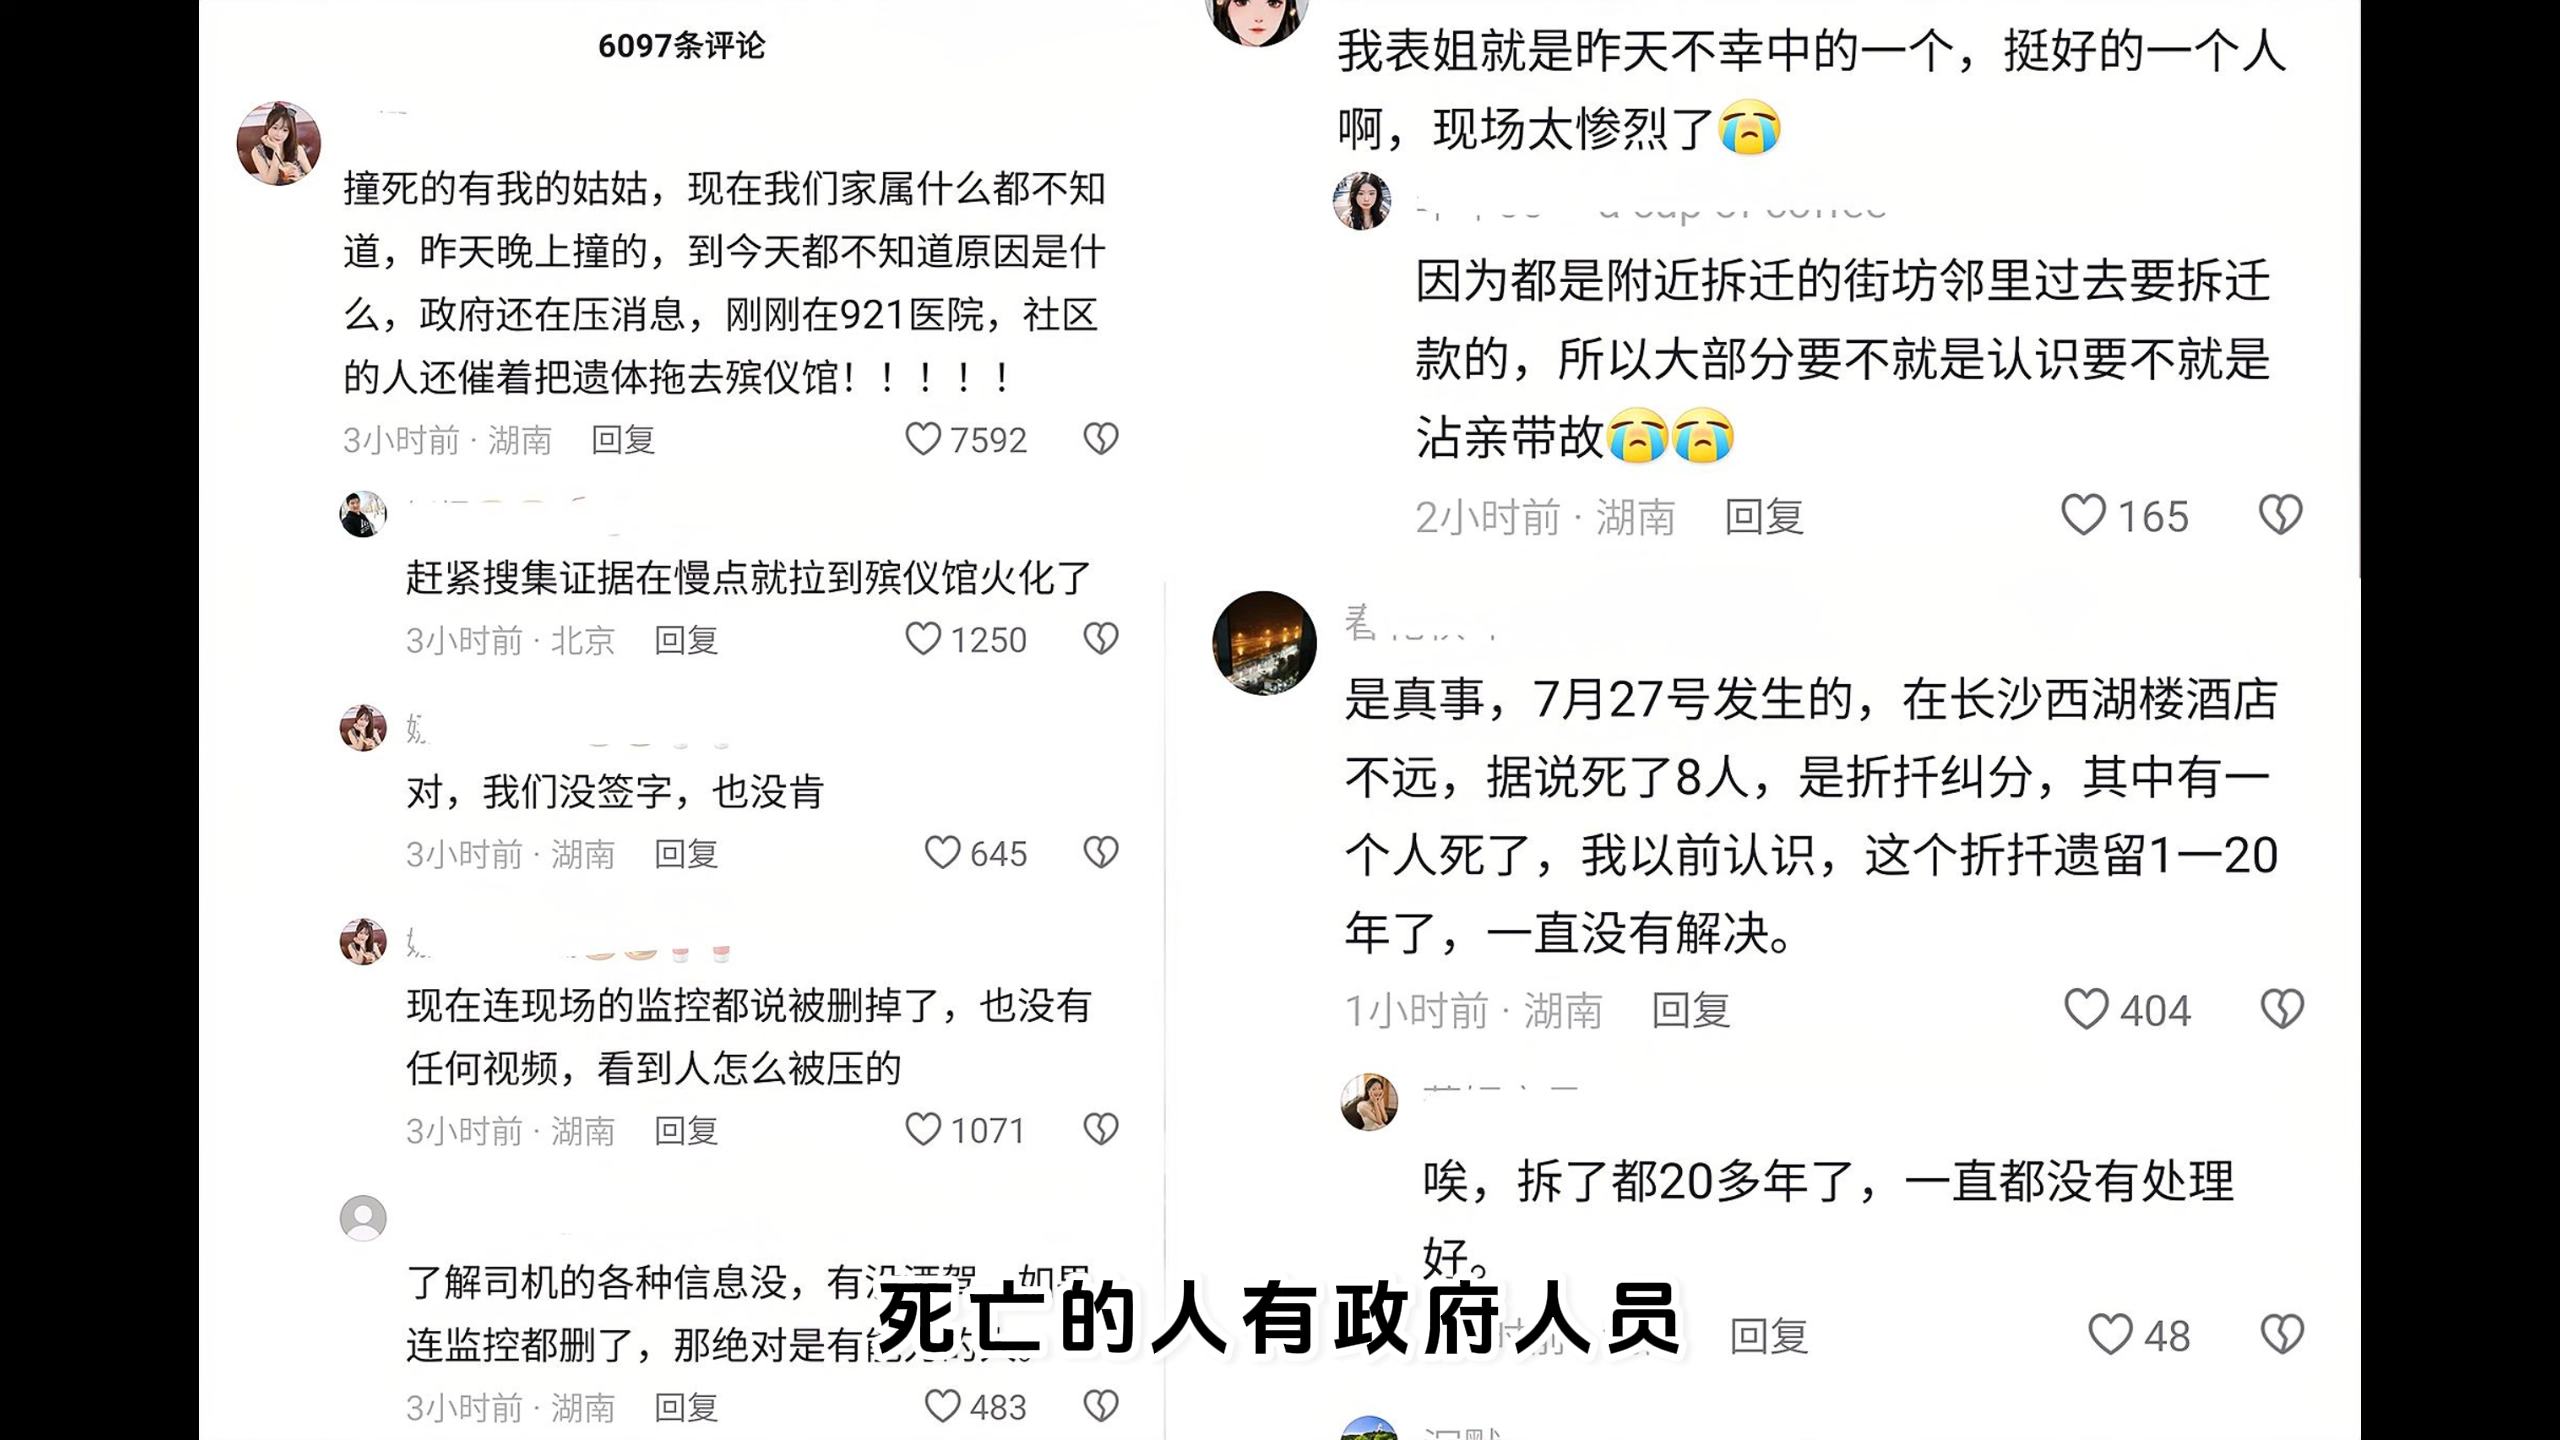 6097条评论
撞死的有我的姑姑，现在我们家属什么都不知
道，昨天晚上撞的，到今天都不知道原因是什
么，政府还在压消息，刚刚在921医院，社区
的人还催着把遗体拖去殡仪馆！！！！！
3小时前 · 湖南 回复 7592
赶紧搜集证据在慢点就拉到殡仪馆火化了
3小时前 · 北京 回复 1250
对，我们没签字，也没肯
3小时前 · 湖南 回复 645
现在连现场的监控都说被删掉了，也没有
任何视频，看到人怎么被压的
3小时前 · 湖南 回复 1071
了解司机的各种信息没，有没酒驾，如果
连监控都删了，那绝对是有
3小时前 · 湖南 回复 483
我表姐就是昨天不幸中的一个，挺好的一个人
啊，现场太惨烈了😭
a cup of coffee
因为都是附近拆迁的街坊邻里过去要拆迁
款的，所以大部分要不就是认识要不就是
沾亲带故😭😭
2小时前 · 湖南 回复 165
是真事，7月27号发生的，在长沙西湖楼酒店
不远，据说死了8人，是折扦纠分，其中有一
个人死了，我以前认识，这个折扦遗留1一20
年了，一直没有解决。
1小时前 · 湖南 回复 404
唉，拆了都20多年了，一直都没有处理
好。
回复 48
死亡的人有政府人员